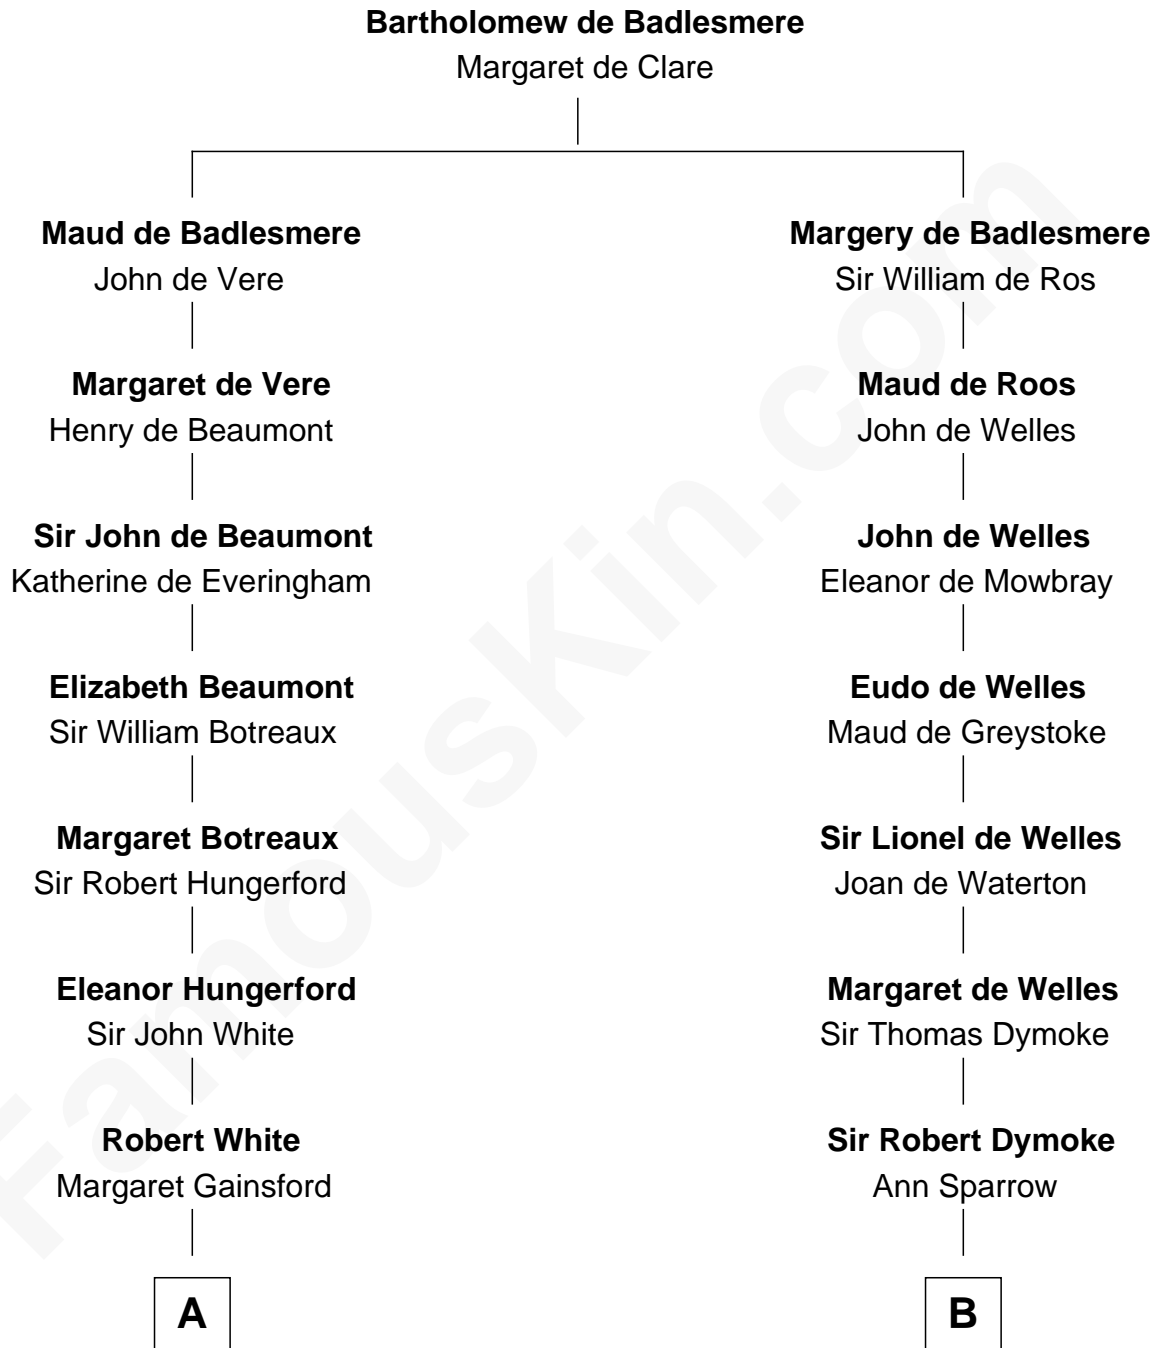 Bartholomew de Badlesmere
Margaret de Clare
Maud de Badlesmere
John de Vere
Margery de Badlesmere
Sir William de Ros
Margaret de Vere
Henry de Beaumont
Maud de Roos
John de Welles
Sir John de Beaumont
Katherine de Everingham
John de Welles
Eleanor de Mowbray
Elizabeth Beaumont
Sir William Botreaux
Eudo de Welles
Maud de Greystoke
Margaret Botreaux
Sir Robert Hungerford
Sir Lionel de Welles
Joan de Waterton
Eleanor Hungerford
Sir John White
Margaret de Welles
Sir Thomas Dymoke
Robert White
Margaret Gainsford
Sir Robert Dymoke
Ann Sparrow
A
B
FamousKin.com